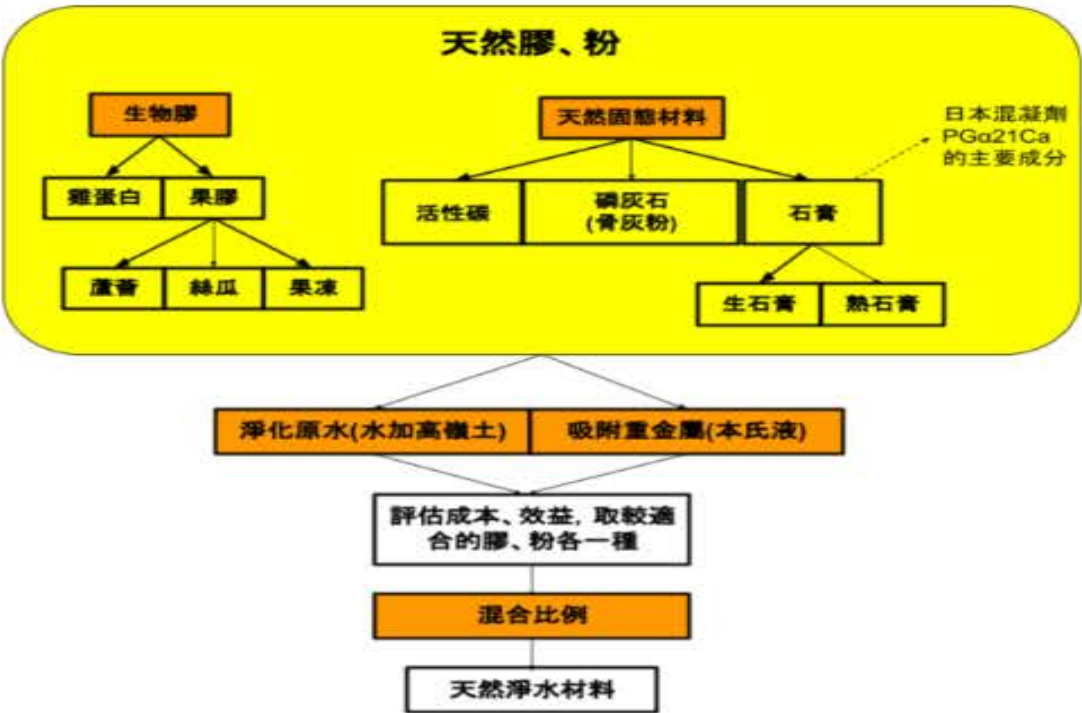 天然膠、粉
生物膠
天然固態材料
日本混凝劑
PGα21Ca
的主要成分
雞蛋白
果膠
活性碳
磷灰石
(骨灰粉)
石膏
蘆薈
絲瓜
果凍
生石膏
熟石膏
淨化原水(水加高嶺土)
吸附重金屬(本氏液)
評估成本、效益, 取較適
合的膠、粉各一種
混合比例
天然淨水材料